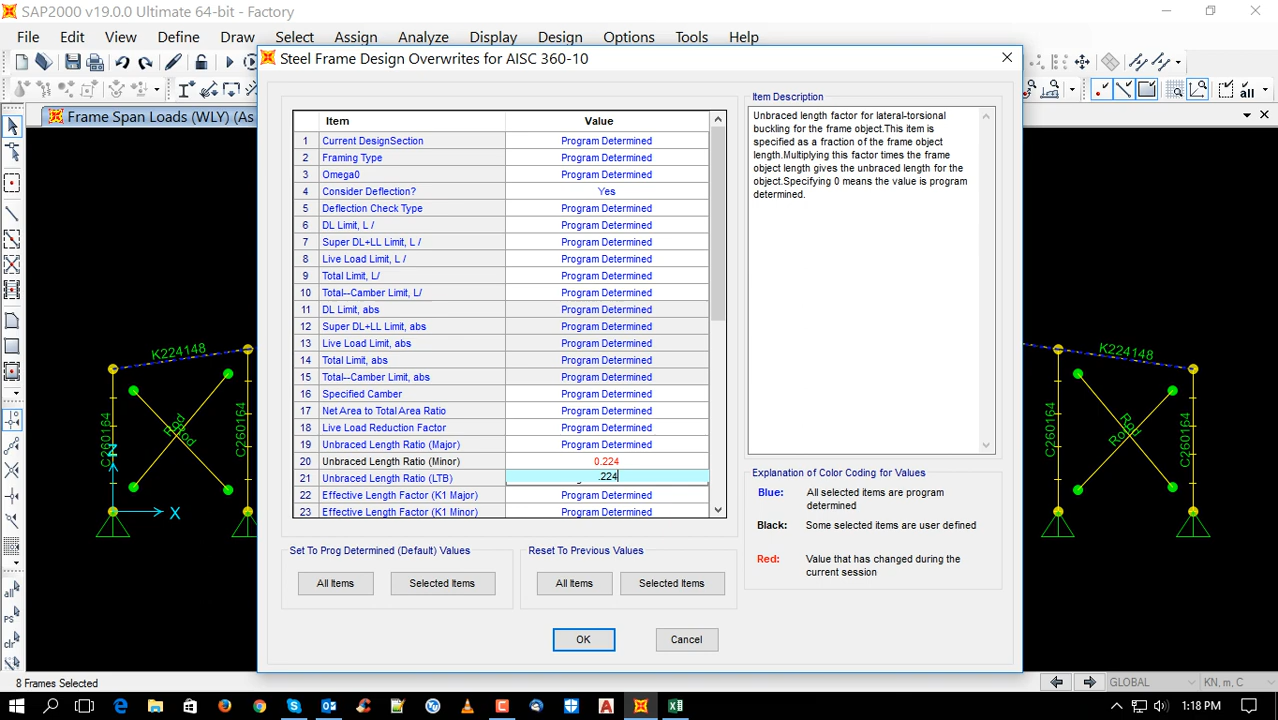 SAP2000 v19.0.0 Ultimate 64-bit - Factory
File Edit View Define Draw Select Assign Analyze Display Design Options Tools Help
Steel Frame Design Overwrites for AISC 360-10
Frame Span Loads (WLY) (As
Item Value
1 Current DesignSection Program Determined
2 Framing Type Program Determined
3 Omega0 Program Determined
4 Consider Deflection? Yes
5 Deflection Check Type Program Determined
6 DL Limit, L / Program Determined
7 Super DL+LL Limit, L / Program Determined
8 Live Load Limit, L / Program Determined
9 Total Limit, L/ Program Determined
10 Total--Camber Limit, L/ Program Determined
11 DL Limit, abs Program Determined
12 Super DL+LL Limit, abs Program Determined
13 Live Load Limit, abs Program Determined
14 Total Limit, abs Program Determined
15 Total--Camber Limit, abs Program Determined
16 Specified Camber Program Determined
17 Net Area to Total Area Ratio Program Determined
18 Live Load Reduction Factor Program Determined
19 Unbraced Length Ratio (Major) Program Determined
20 Unbraced Length Ratio (Minor) 0.224
21 Unbraced Length Ratio (LTB) .224
22 Effective Length Factor (K1 Major) Program Determined
23 Effective Length Factor (K1 Minor) Program Determined
Item Description
Unbraced length factor for lateral-torsional
buckling for the frame object.This item is
specified as a fraction of the frame object
length.Multiplying this factor times the frame
object length gives the unbraced length for the
object.Specifying 0 means the value is program
determined.
Explanation of Color Coding for Values
Blue: All selected items are program
determined
Black: Some selected items are user defined
Red: Value that has changed during the
current session
Set To Prog Determined (Default) Values
All Items Selected Items
Reset To Previous Values
All Items Selected Items
OK Cancel
K224148
C260164
Rod
Rod
C260164
Z
X
K224148
C260164
Rod
Rod
C260164
all
PS
clr
all
8 Frames Selected
GLOBAL
KN, m, C
1:18 PM